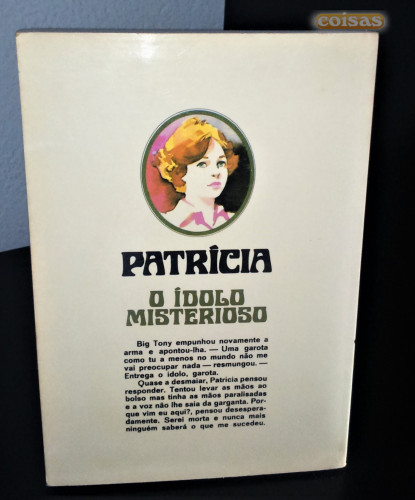 coisas
PATRÍCIA
O ÍDOLO
MISTERIOSO
Big Tony empunhou novamente a
arma e apontou-lha. — Uma garota
como tu a menos no mundo não me
vai preocupar nada — resmungou. —
Entrega o ídolo, garota.
Quase a desmaiar, Patrícia pensou
responder. Tentou levar as mãos ao
bolso mas tinha as mãos paralisadas
e a voz não lhe saía da garganta. Por-
que vim eu aqui?, pensou desespera-
damente. Serei morta e nunca mais
ninguém saberá o que me sucedeu.